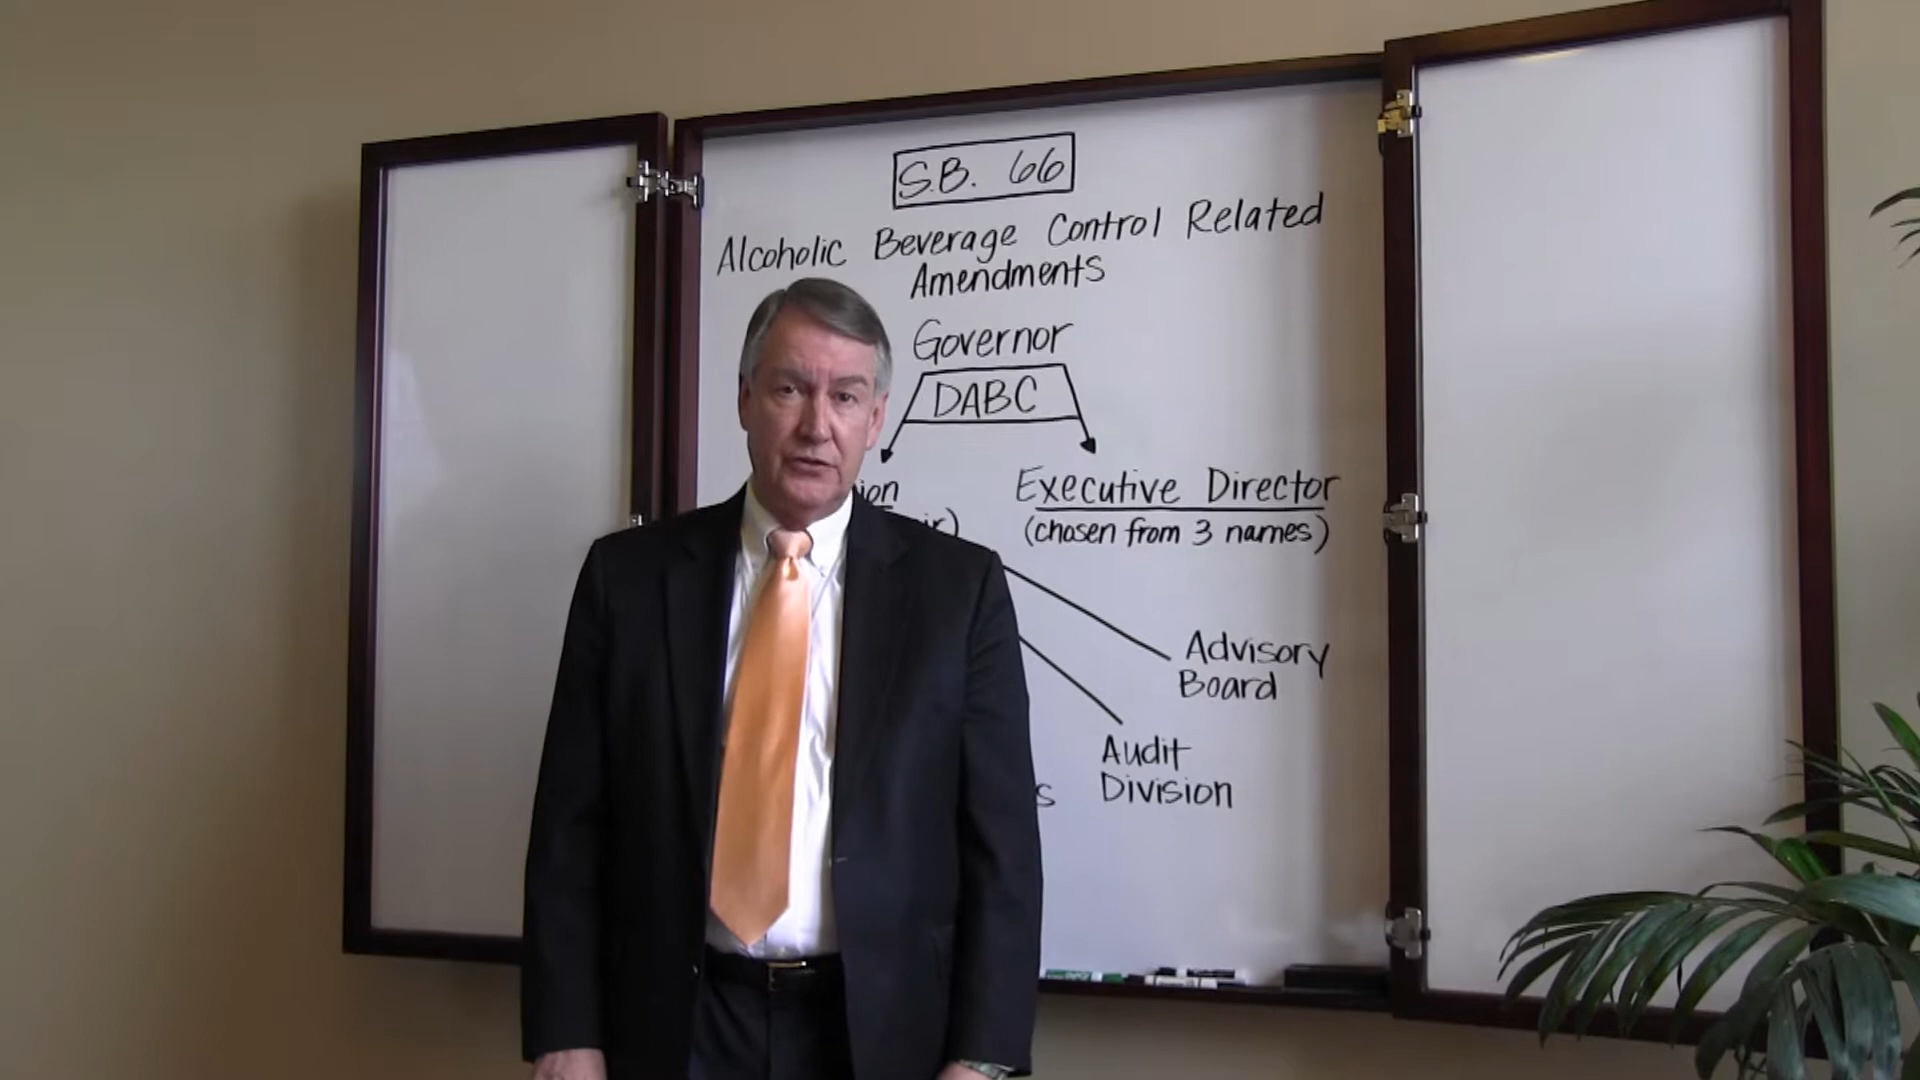 S.B. 66
Alcoholic Beverage Control Related
Amendments
Governor
DABC
Executive Director
(chosen from 3 names)
Advisory
Board
Audit
Division